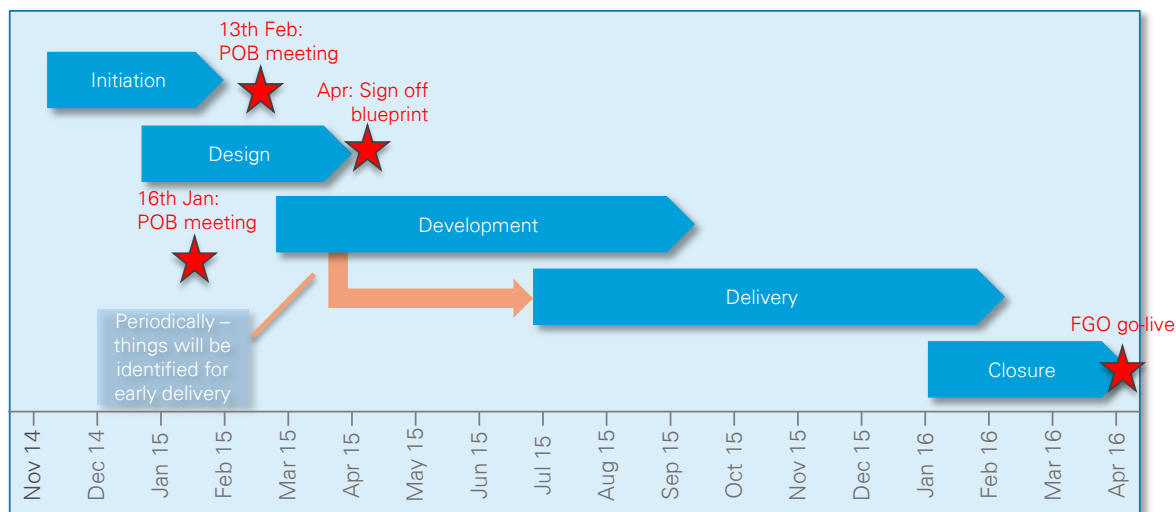 13th Feb:
POB meeting
Initiation
Apr: Sign off
blueprint
Design
16th Jan:
POB meeting
Development
Delivery
Periodically –
things will be
identified for
early delivery
FGO go-live
Closure
Nov 14
Dec 14
Jan 15
Feb 15
Mar 15
Apr 15
May 15
Jun 15
Jul 15
Aug 15
Sep 15
Oct 15
Nov 15
Dec 15
Jan 16
Feb 16
Mar 16
Apr 16